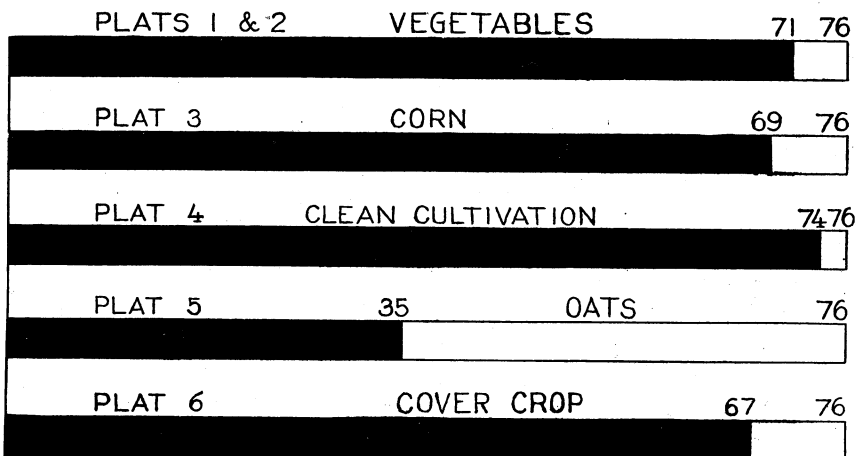 PLATS 1 & 2 VEGETABLES 71 76
PLAT 3 CORN 69 76
PLAT 4 CLEAN CULTIVATION 74 76
PLAT 5 35 OATS 76
PLAT 6 COVER CROP 67 76